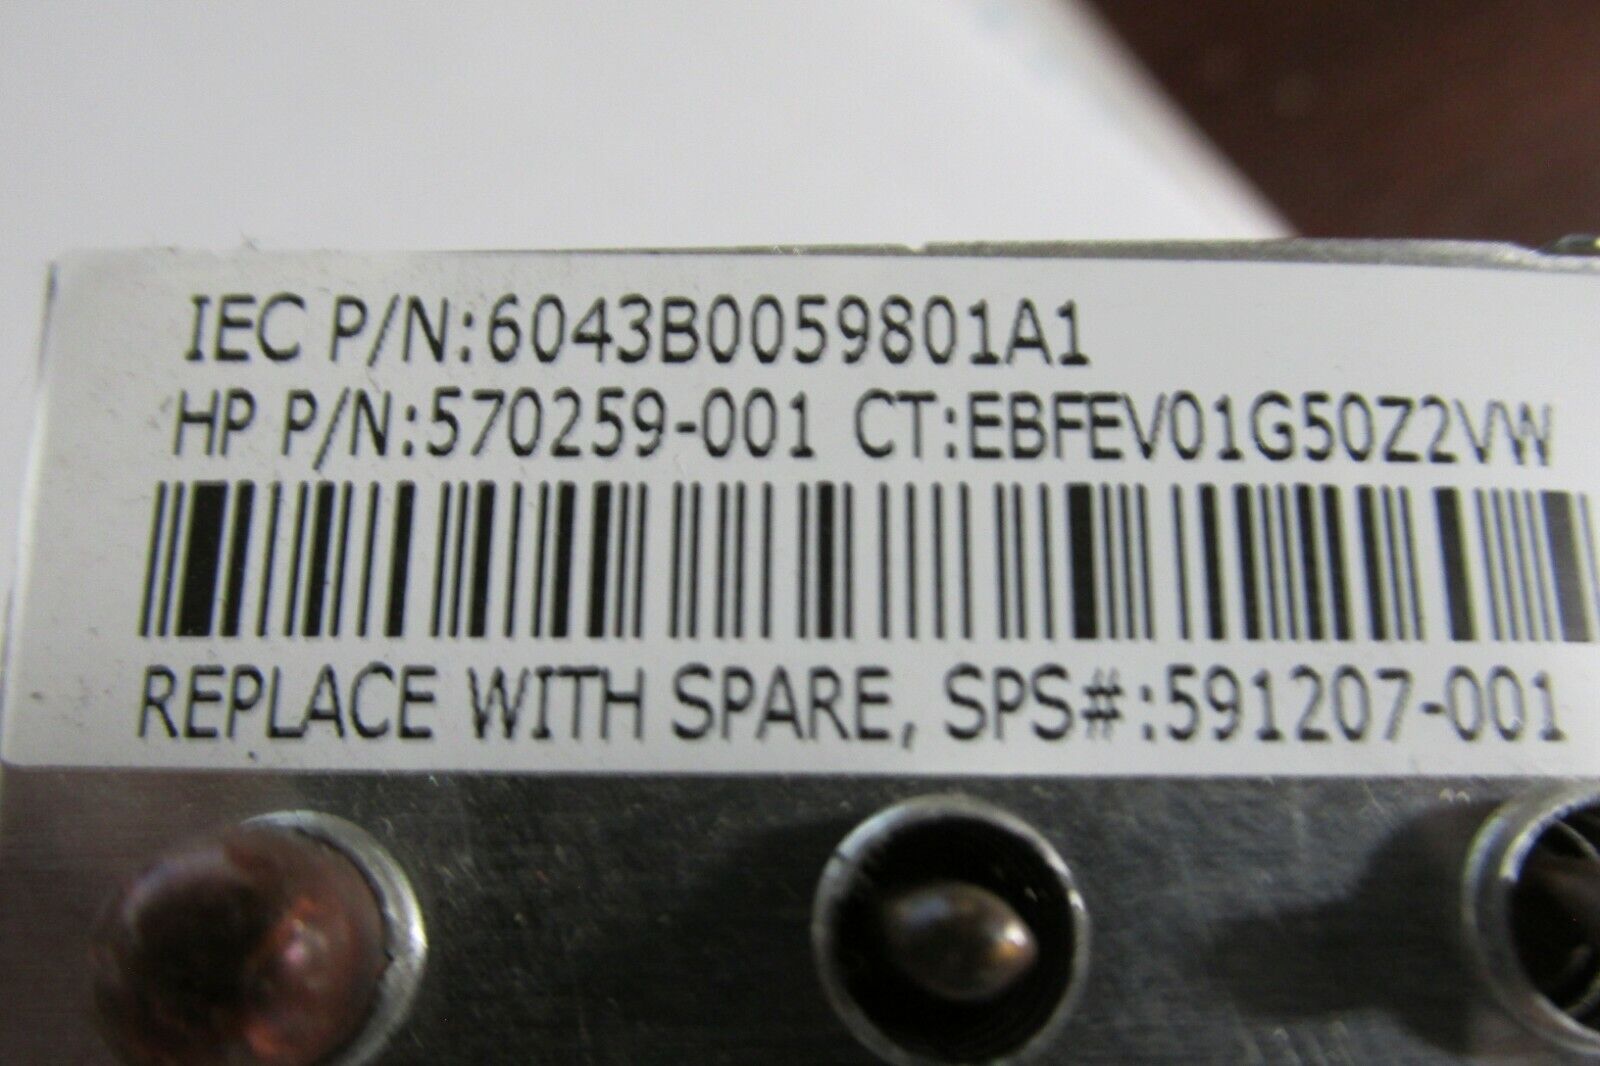 IEC P/N:6043B0059801A1
HP P/N:570259-001 CT:EBFEV01G50Z2VW
REPLACE WITH SPARE, SPS#:591207-001